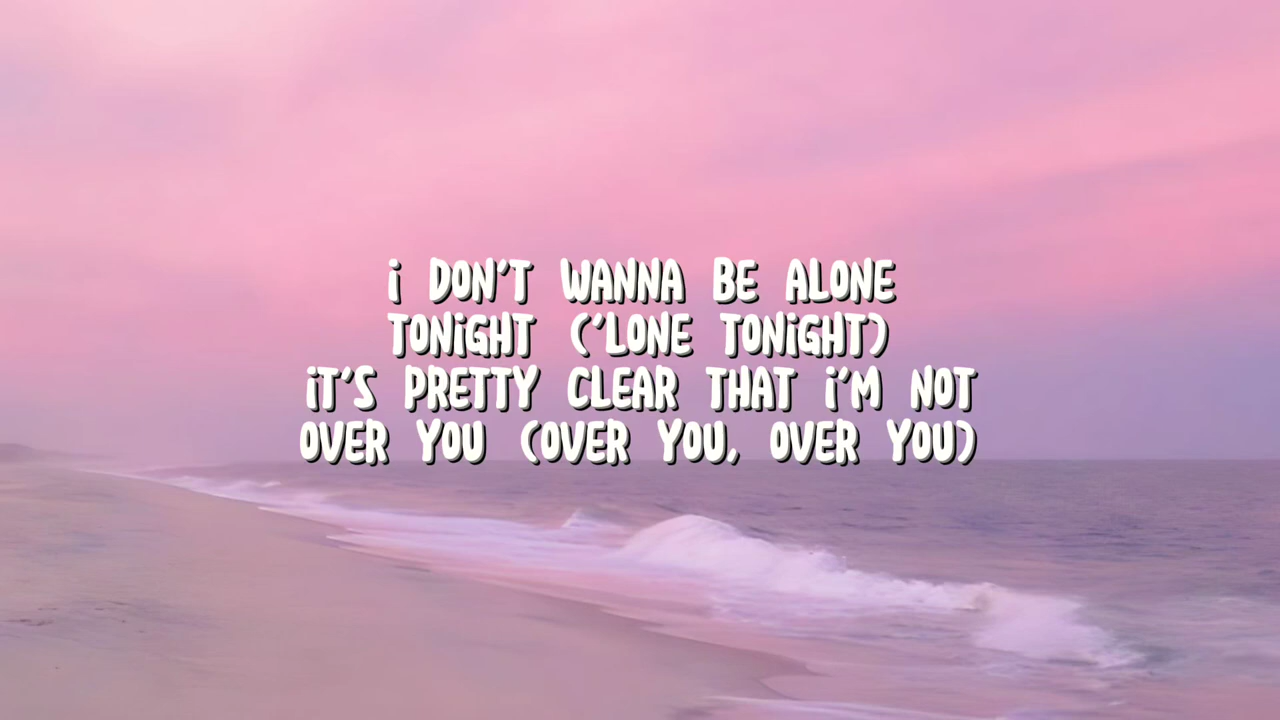 i DON'T WANNA BE ALONE
TONiGHT ('LONE TONiGHT)
iT'S PRETTY CLEAR THAT i'M NOT
OVER YOU (OVER YOU, OVER YOU)